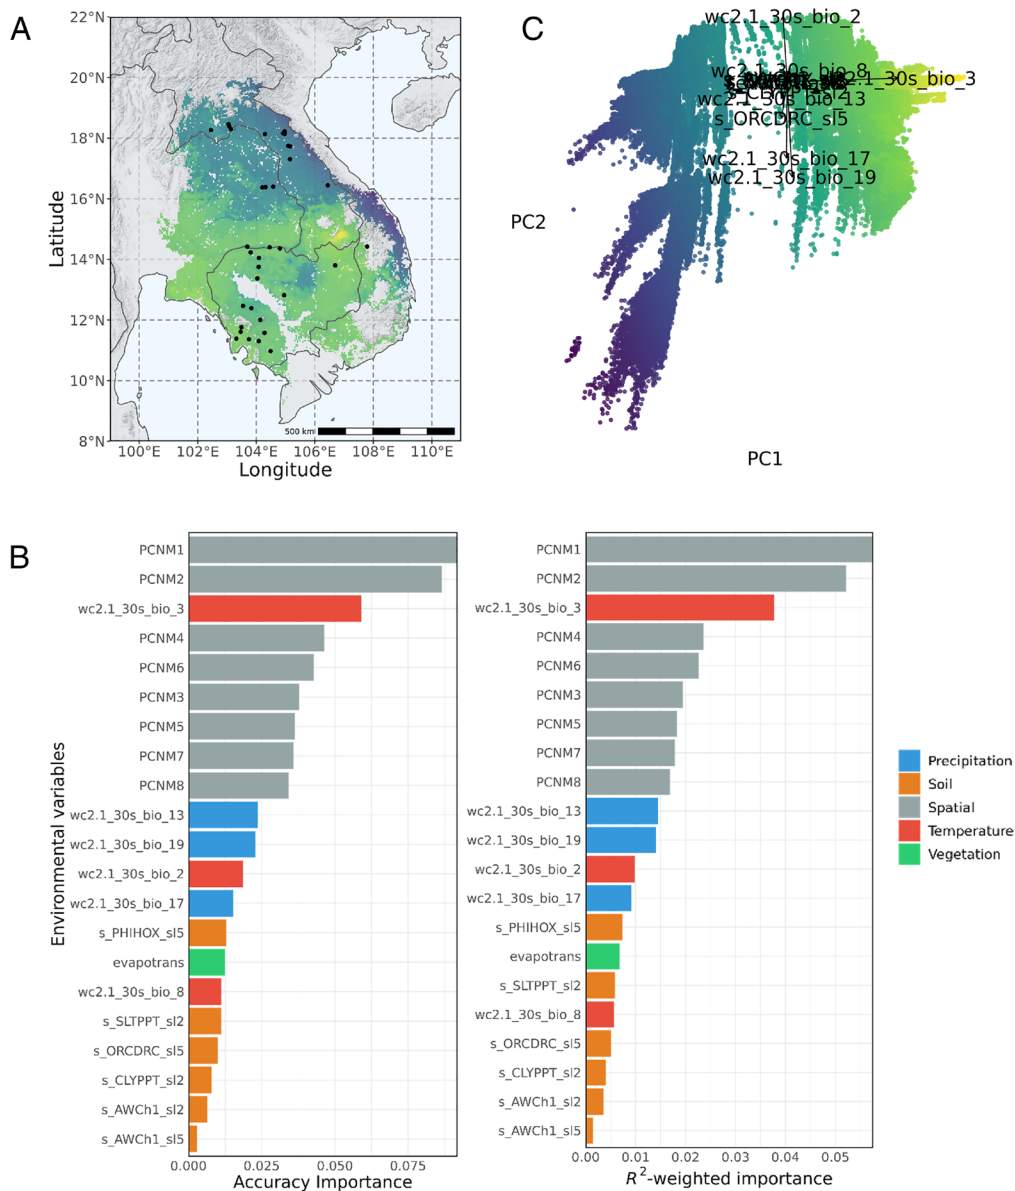 A
22°N
20°N
18°N
16°N
14°N
12°N
10°N
8°N
Latitude
500 km
100°E 102°E 104°E 106°E 108°E 110°E
Longitude
C
wc2.1_30s_bio_2
wc2.1_30s_bio_8
wc2.1_30s_bio_3
s_CLYPPT_sl2
wc2.1_30s_bio_13
s_ORCDRC_sl5
wc2.1_30s_bio_17
wc2.1_30s_bio_19
PC2
PC1
B
Environmental variables
PCNM1
PCNM2
wc2.1_30s_bio_3
PCNM4
PCNM6
PCNM3
PCNM5
PCNM7
PCNM8
wc2.1_30s_bio_13
wc2.1_30s_bio_19
wc2.1_30s_bio_2
wc2.1_30s_bio_17
s_PHIHOX_sl5
evapotrans
wc2.1_30s_bio_8
s_SLTPPT_sl2
s_ORCDRC_sl5
s_CLYPPT_sl2
s_AWCh1_sl2
s_AWCh1_sl5
0.000 0.025 0.050 0.075
Accuracy Importance
PCNM1
PCNM2
wc2.1_30s_bio_3
PCNM4
PCNM6
PCNM3
PCNM5
PCNM7
PCNM8
wc2.1_30s_bio_13
wc2.1_30s_bio_19
wc2.1_30s_bio_2
wc2.1_30s_bio_17
s_PHIHOX_sl5
evapotrans
s_SLTPPT_sl2
wc2.1_30s_bio_8
s_ORCDRC_sl5
s_CLYPPT_sl2
s_AWCh1_sl2
s_AWCh1_sl5
0.00 0.01 0.02 0.03 0.04 0.05
R²-weighted importance
Precipitation
Soil
Spatial
Temperature
Vegetation